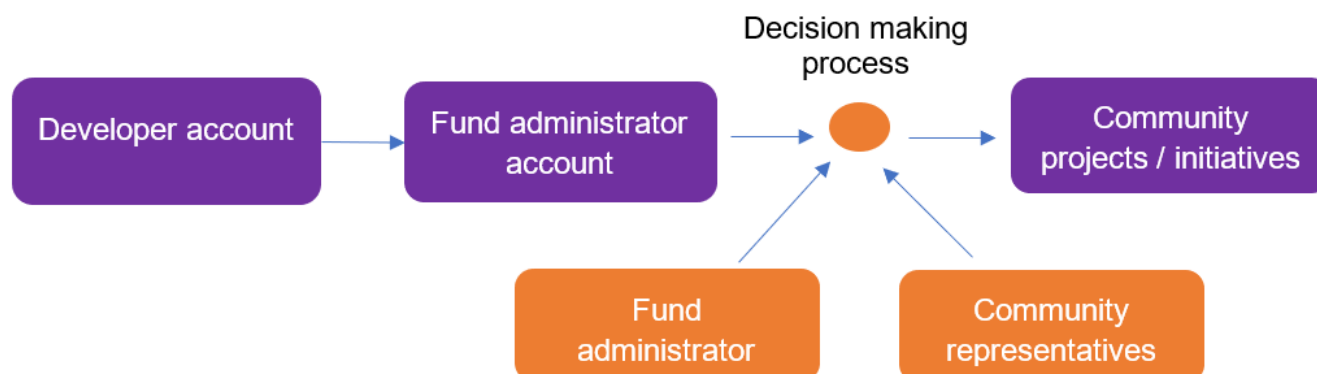 Decision making
process
Developer account
Fund administrator
account
Community
projects / initiatives
Fund
administrator
Community
representatives